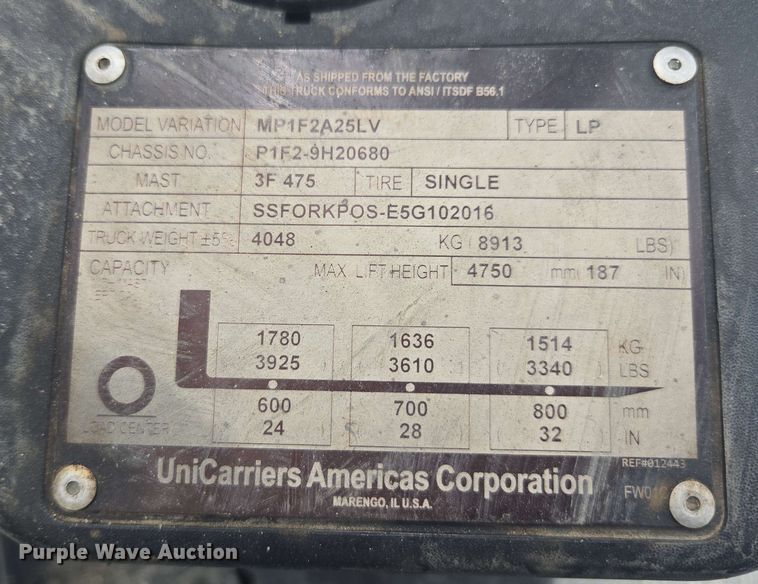 AS SHIPPED FROM THE FACTORY
THIS TRUCK CONFORMS TO ANSI / ITSDF B56.1
MODEL VARIATION MP1F2A25LV TYPE LP
CHASSIS NO. P1F2-9H20680
MAST 3F 475 TIRE SINGLE
ATTACHMENT SSFORKPOS-E5G102016
TRUCK WEIGHT ±5% 4048 KG 8913 LBS)
CAPACITY MAX. LIFT HEIGHT 4750 mm 187 IN)
1780 1636 1514 KG
( 3925 ) ( 3610 ) ( 3340 ) LBS
600 700 800 mm
LOAD CENTER ( 24 ) ( 28 ) ( 32 ) IN
REF#012443
UniCarriers Americas Corporation
MARENGO, IL U.S.A.
Purple Wave Auction